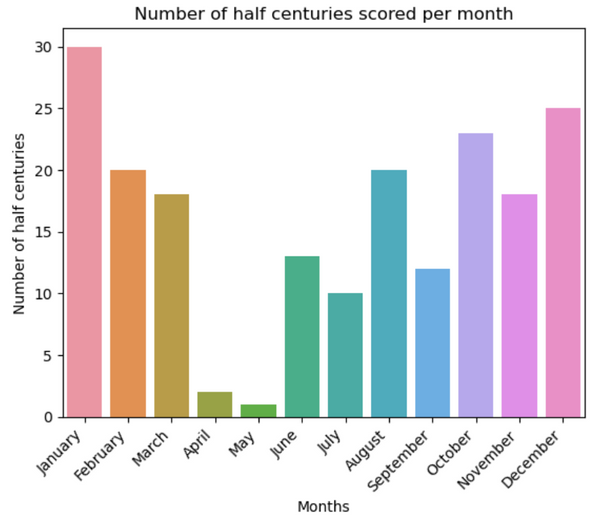 Number of half centuries scored per month
Number of half centuries
30
25
20
15
10
5
0
January
February
March
April
May
June
July
August
September
October
November
December
Months